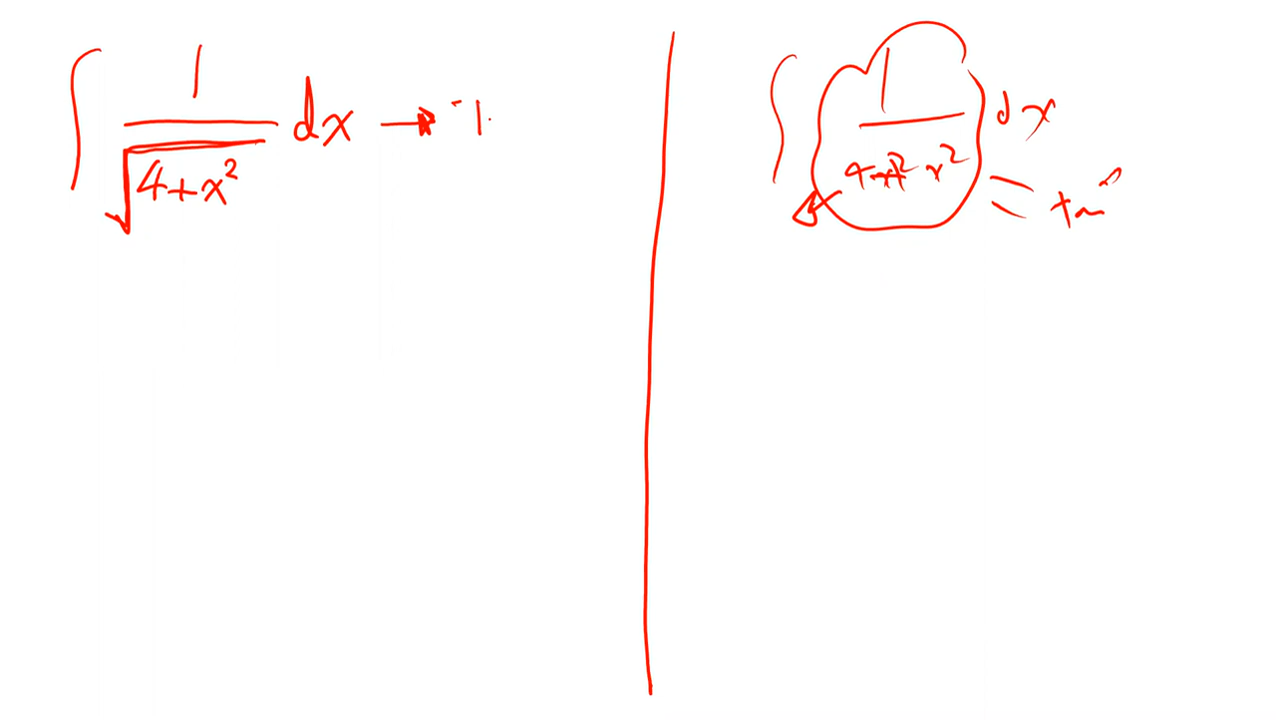 ∫ 1/√(4+x²) dx →
∫ 1/(4+x²) dx
= tan